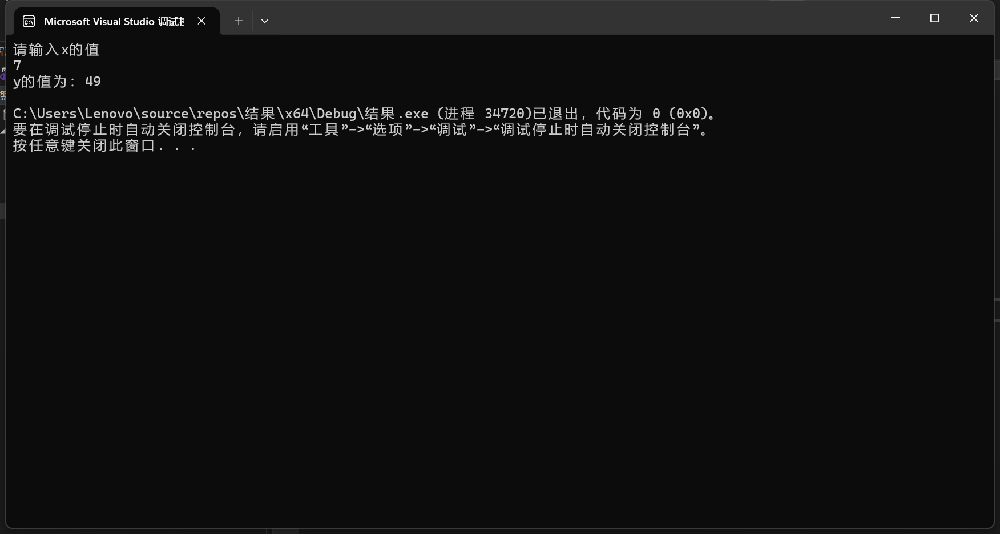 Microsoft Visual Studio 调试
请输入x的值
7
y的值为：49
C:\Users\Lenovo\source\repos\结果\x64\Debug\结果.exe (进程 34720)已退出，代码为 0 (0x0)。
要在调试停止时自动关闭控制台，请启用“工具”->“选项”->“调试”->“调试停止时自动关闭控制台”。
按任意键关闭此窗口. . .